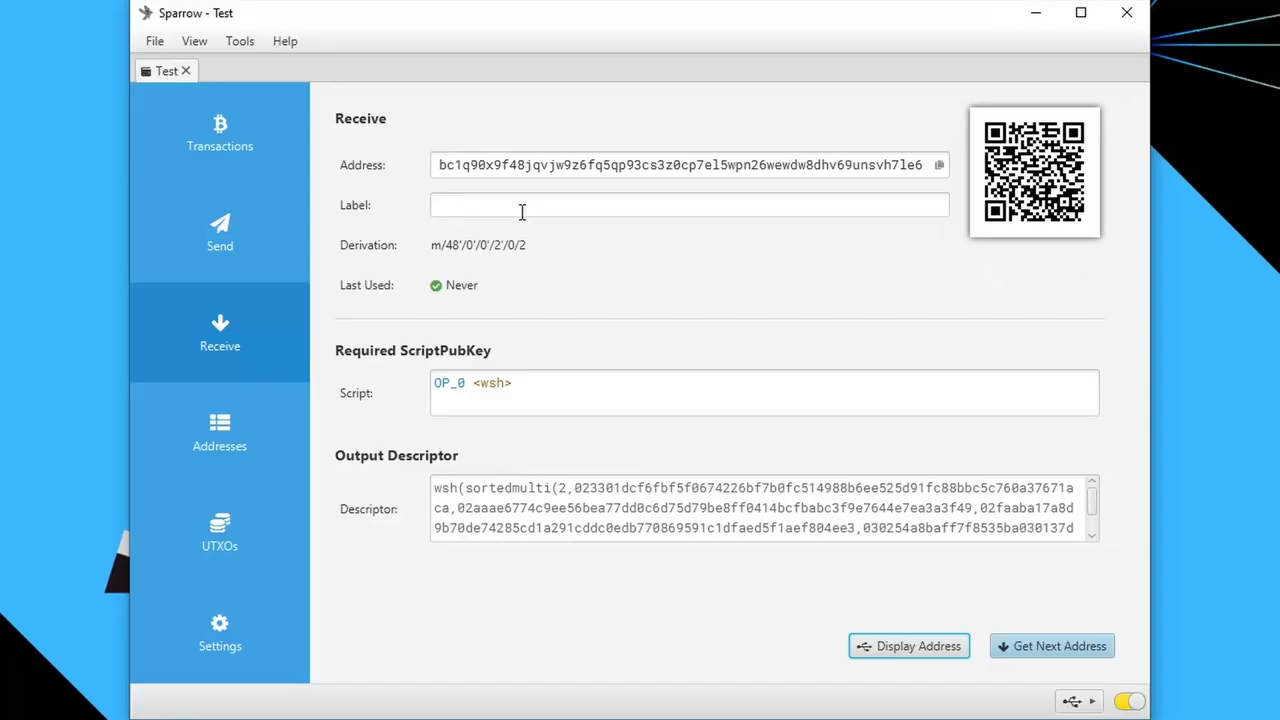 Sparrow - Test
File View Tools Help
Test
Transactions
Send
Receive
Addresses
UTXOs
Settings
Receive
Address: bc1q90x9f48jqvjw9z6fq5qp93cs3z0cp7el5wpn26wewdw8dhv69unsvh7le6
Label:
Derivation: m/48'/0'/0'/2'/0/2
Last Used: Never
Required ScriptPubKey
Script: OP_0 <wsh>
Output Descriptor
Descriptor: wsh(sortedmulti(2,023301dcf6fbf5f0674226bf7b0fc514988b6ee525d91fc88bbc5c760a37671a
ca,02aaae6774c9ee56bea77dd0c6d75d79be8ff0414bcfbabc3f9e7644e7ea3a3f49,02faaba17a8d
9b70de74285cd1a291cddc0edb770869591c1dfaed5f1aef804ee3,030254a8baff7f8535ba030137d
Display Address
Get Next Address